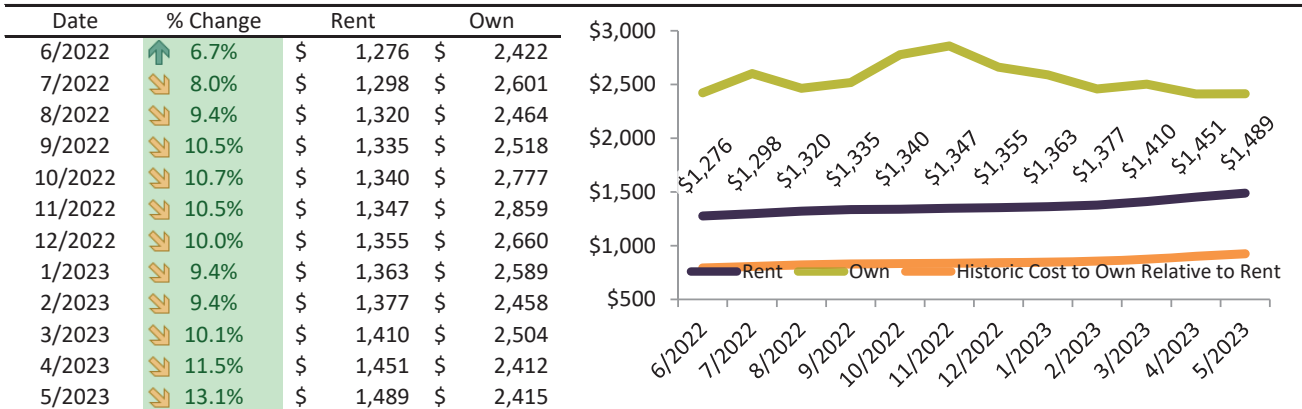 Date % Change Rent Own
6/2022 6.7% $ 1,276 $ 2,422
7/2022 8.0% $ 1,298 $ 2,601
8/2022 9.4% $ 1,320 $ 2,464
9/2022 10.5% $ 1,335 $ 2,518
10/2022 10.7% $ 1,340 $ 2,777
11/2022 10.5% $ 1,347 $ 2,859
12/2022 10.0% $ 1,355 $ 2,660
1/2023 9.4% $ 1,363 $ 2,589
2/2023 9.4% $ 1,377 $ 2,458
3/2023 10.1% $ 1,410 $ 2,504
4/2023 11.5% $ 1,451 $ 2,412
5/2023 13.1% $ 1,489 $ 2,415
$3,000
$2,500
$2,000
$1,500
$1,000
$500
$1,276 $1,298 $1,320 $1,335 $1,340 $1,347 $1,355 $1,363 $1,377 $1,410 $1,451 $1,489
Rent Own Historic Cost to Own Relative to Rent
6/2022 7/2022 8/2022 9/2022 10/2022 11/2022 12/2022 1/2023 2/2023 3/2023 4/2023 5/2023